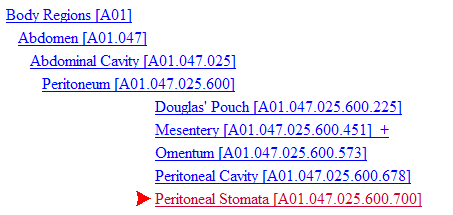 Body Regions [A01]
Abdomen [A01.047]
Abdominal Cavity [A01.047.025]
Peritoneum [A01.047.025.600]
Douglas' Pouch [A01.047.025.600.225]
Mesentery [A01.047.025.600.451] +
Omentum [A01.047.025.600.573]
Peritoneal Cavity [A01.047.025.600.678]
Peritoneal Stomata [A01.047.025.600.700]